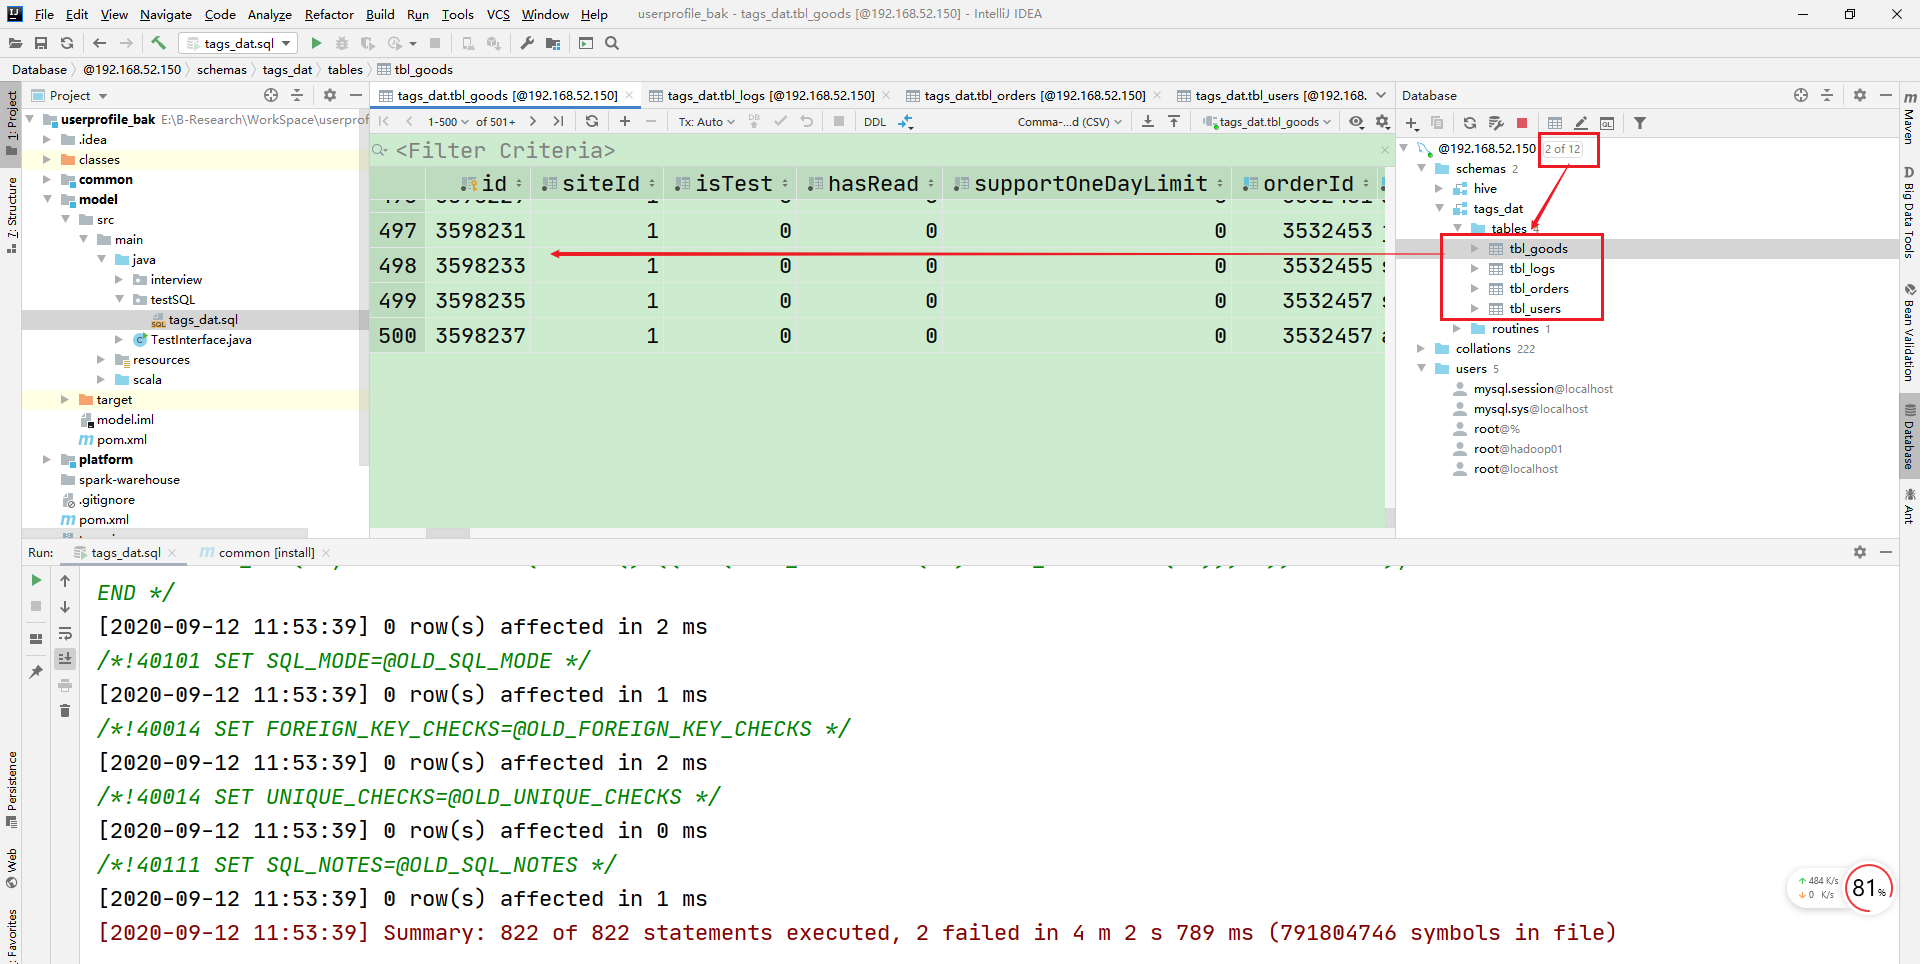 File Edit View Navigate Code Analyze Refactor Build Run Tools VCS Window Help userprofile_bak - tags_dat.tbl_goods [@192.168.52.150] - IntelliJ IDEA
tags_dat.sql
Database @192.168.52.150 schemas tags_dat tables tbl_goods
1: Project
7: Structure
Persistence
Web
Favorites
Project
userprofile_bak E:\B-Research\WorkSpace\userprof
.idea
classes
common
model
src
main
java
interview
testSQL
tags_dat.sql
TestInterface.java
resources
scala
target
model.iml
pom.xml
platform
spark-warehouse
.gitignore
pom.xml
tags_dat.tbl_goods [@192.168.52.150] tags_dat.tbl_logs [@192.168.52.150] tags_dat.tbl_orders [@192.168.52.150] tags_dat.tbl_users [@192.168.
1-500 of 501+ Tx: Auto DB DDL Comma-...d (CSV) tags_dat.tbl_goods
<Filter Criteria>
id siteId isTest hasRead supportOneDayLimit orderId
497 3598231 1 0 0 0 3532453
498 3598233 1 0 0 0 3532455
499 3598235 1 0 0 0 3532457
500 3598237 1 0 0 0 3532457
Database
QL
@192.168.52.150 2 of 12
schemas 2
hive
tags_dat
tables 4
tbl_goods
tbl_logs
tbl_orders
tbl_users
routines 1
collations 222
users 5
mysql.session@localhost
mysql.sys@localhost
root@%
root@hadoop01
root@localhost
Maven
Big Data Tools
Bean Validation
Database
Ant
Run: tags_dat.sql common [install]
END */
[2020-09-12 11:53:39] 0 row(s) affected in 2 ms
/*!40101 SET SQL_MODE=@OLD_SQL_MODE */
[2020-09-12 11:53:39] 0 row(s) affected in 1 ms
/*!40014 SET FOREIGN_KEY_CHECKS=@OLD_FOREIGN_KEY_CHECKS */
[2020-09-12 11:53:39] 0 row(s) affected in 2 ms
/*!40014 SET UNIQUE_CHECKS=@OLD_UNIQUE_CHECKS */
[2020-09-12 11:53:39] 0 row(s) affected in 0 ms
/*!40111 SET SQL_NOTES=@OLD_SQL_NOTES */
[2020-09-12 11:53:39] 0 row(s) affected in 1 ms
[2020-09-12 11:53:39] Summary: 822 of 822 statements executed, 2 failed in 4 m 2 s 789 ms (791804746 symbols in file)
484 K/s
0 K/s
81%